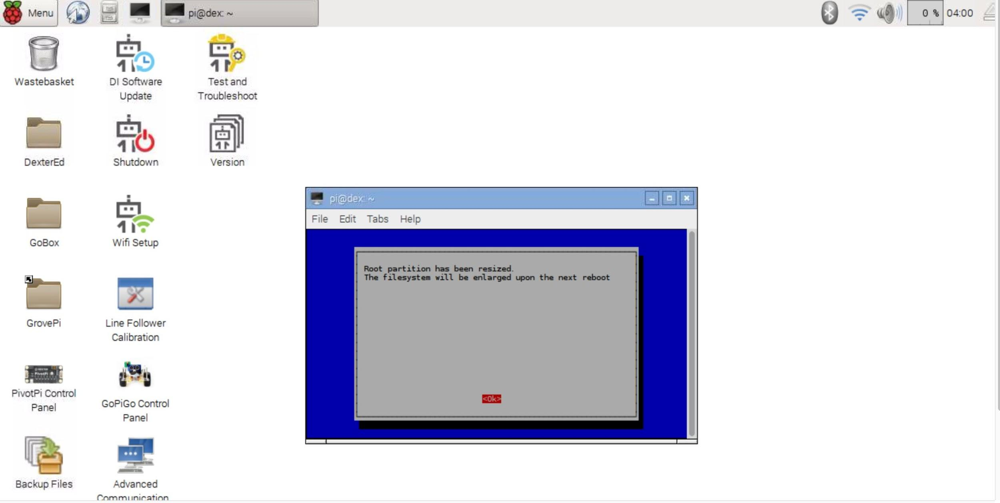 Menu
pi@dex: ~
0 %
04:00
Wastebasket
DI Software
Update
Test and
Troubleshoot
DexterEd
Shutdown
Version
GoBox
Wifi Setup
GrovePi
Line Follower
Calibration
PivotPi Control
Panel
GoPiGo Control
Panel
Backup Files
Advanced
Communication
pi@dex: ~
File Edit Tabs Help
Root partition has been resized.
The filesystem will be enlarged upon the next reboot
<Ok>